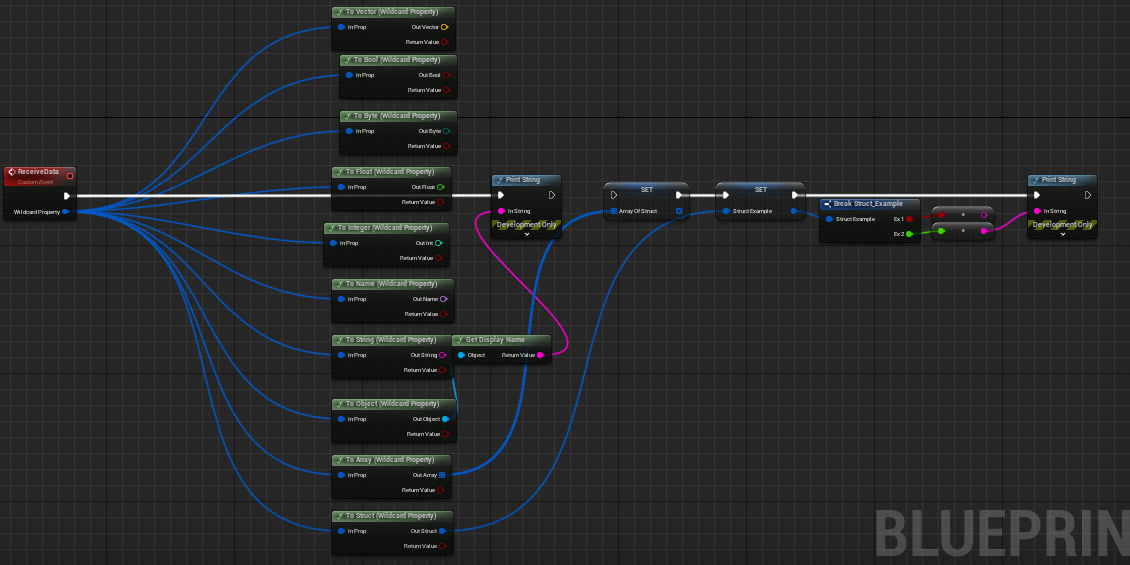 To Vector (Wildcard Property)
In Prop
Out Vector
Return Value
To Bool (Wildcard Property)
In Prop
Out Bool
Return Value
To Byte (Wildcard Property)
In Prop
Out Byte
Return Value
ReceiveData
Custom Event
Wildcard Property
To Float (Wildcard Property)
In Prop
Out Float
Return Value
To Integer (Wildcard Property)
In Prop
Out Int
Return Value
To Name (Wildcard Property)
In Prop
Out Name
Return Value
To String (Wildcard Property)
In Prop
Out String
Return Value
Get Display Name
Object
Return Value
To Object (Wildcard Property)
In Prop
Out Object
Return Value
To Array (Wildcard Property)
In Prop
Out Array
Return Value
To Struct (Wildcard Property)
In Prop
Out Struct
Return Value
Print String
In String
Development Only
SET
Array Of Struct
SET
Struct Example
Break Struct_Example
Struct Example
Ex 1
Ex 2
Print String
In String
Development Only
BLUEPRIN